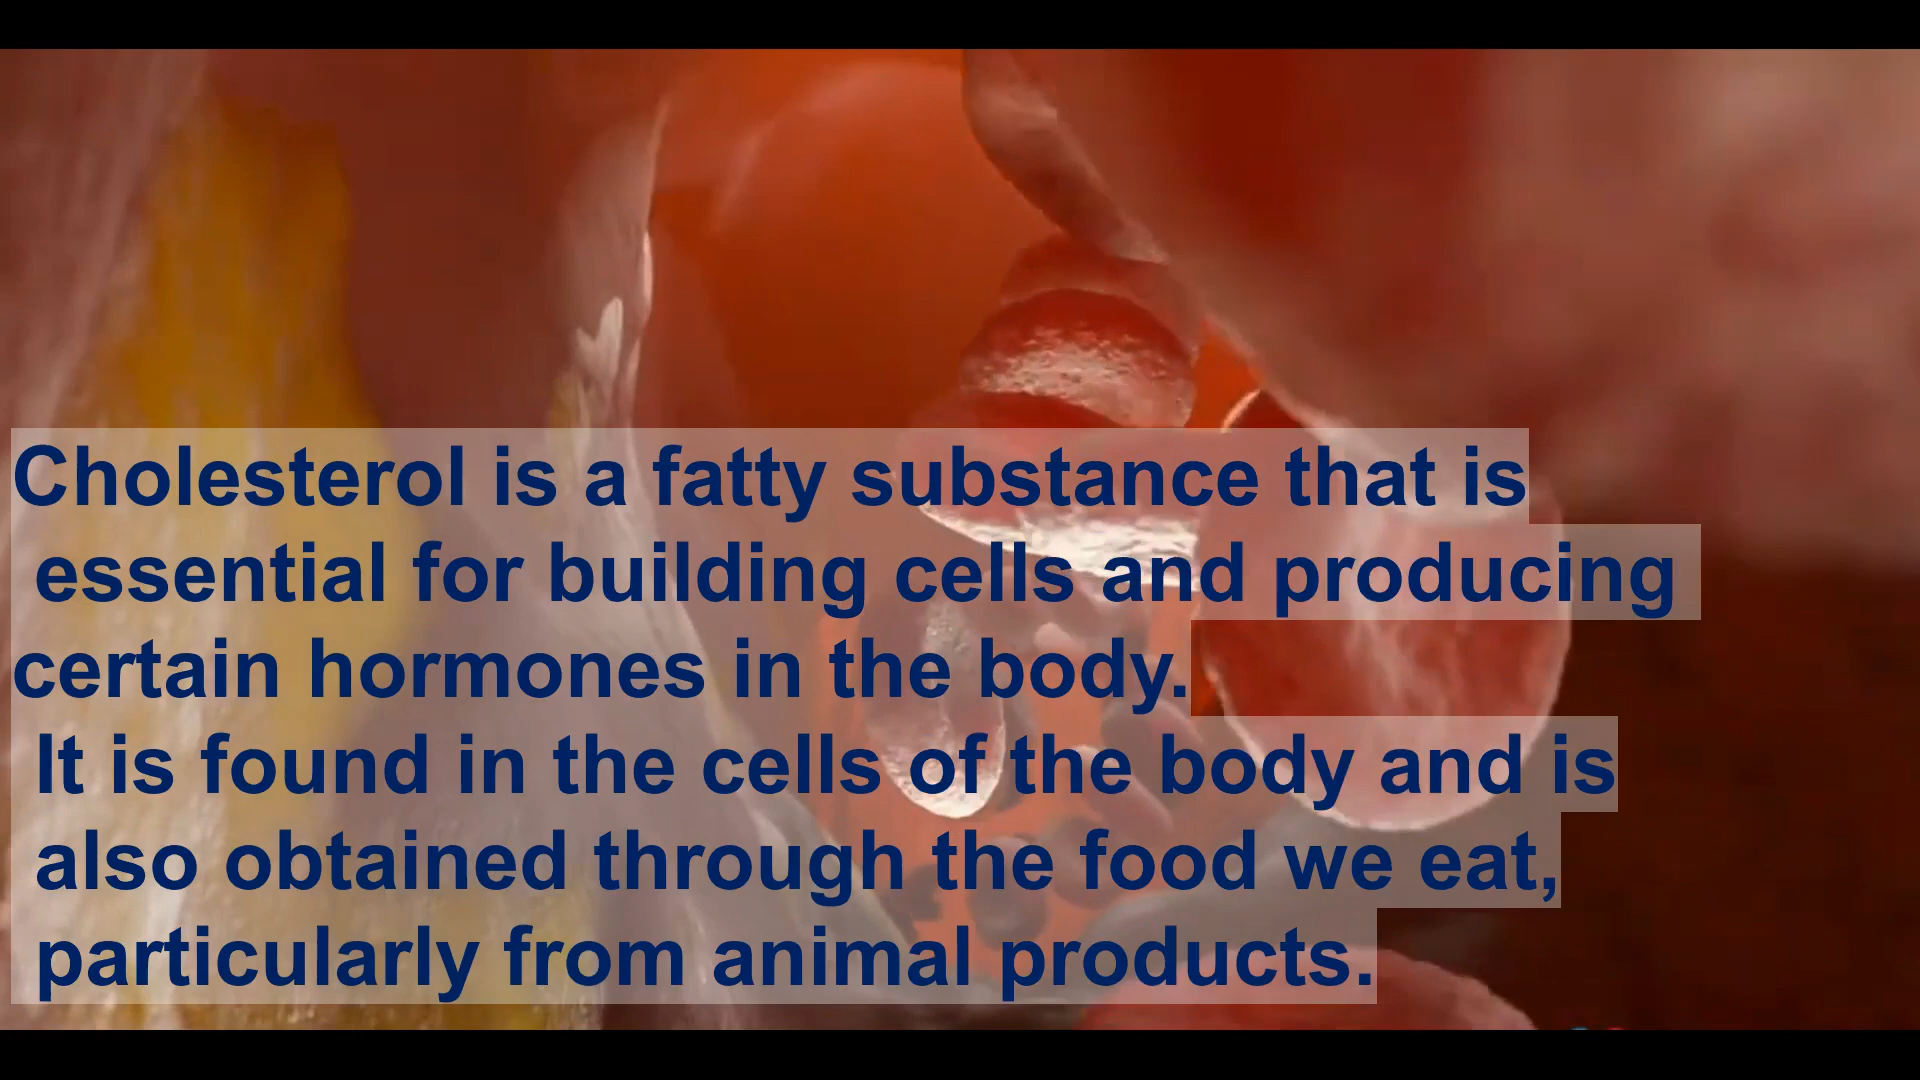 Cholesterol is a fatty substance that is
essential for building cells and producing
certain hormones in the body.
It is found in the cells of the body and is
also obtained through the food we eat,
particularly from animal products.